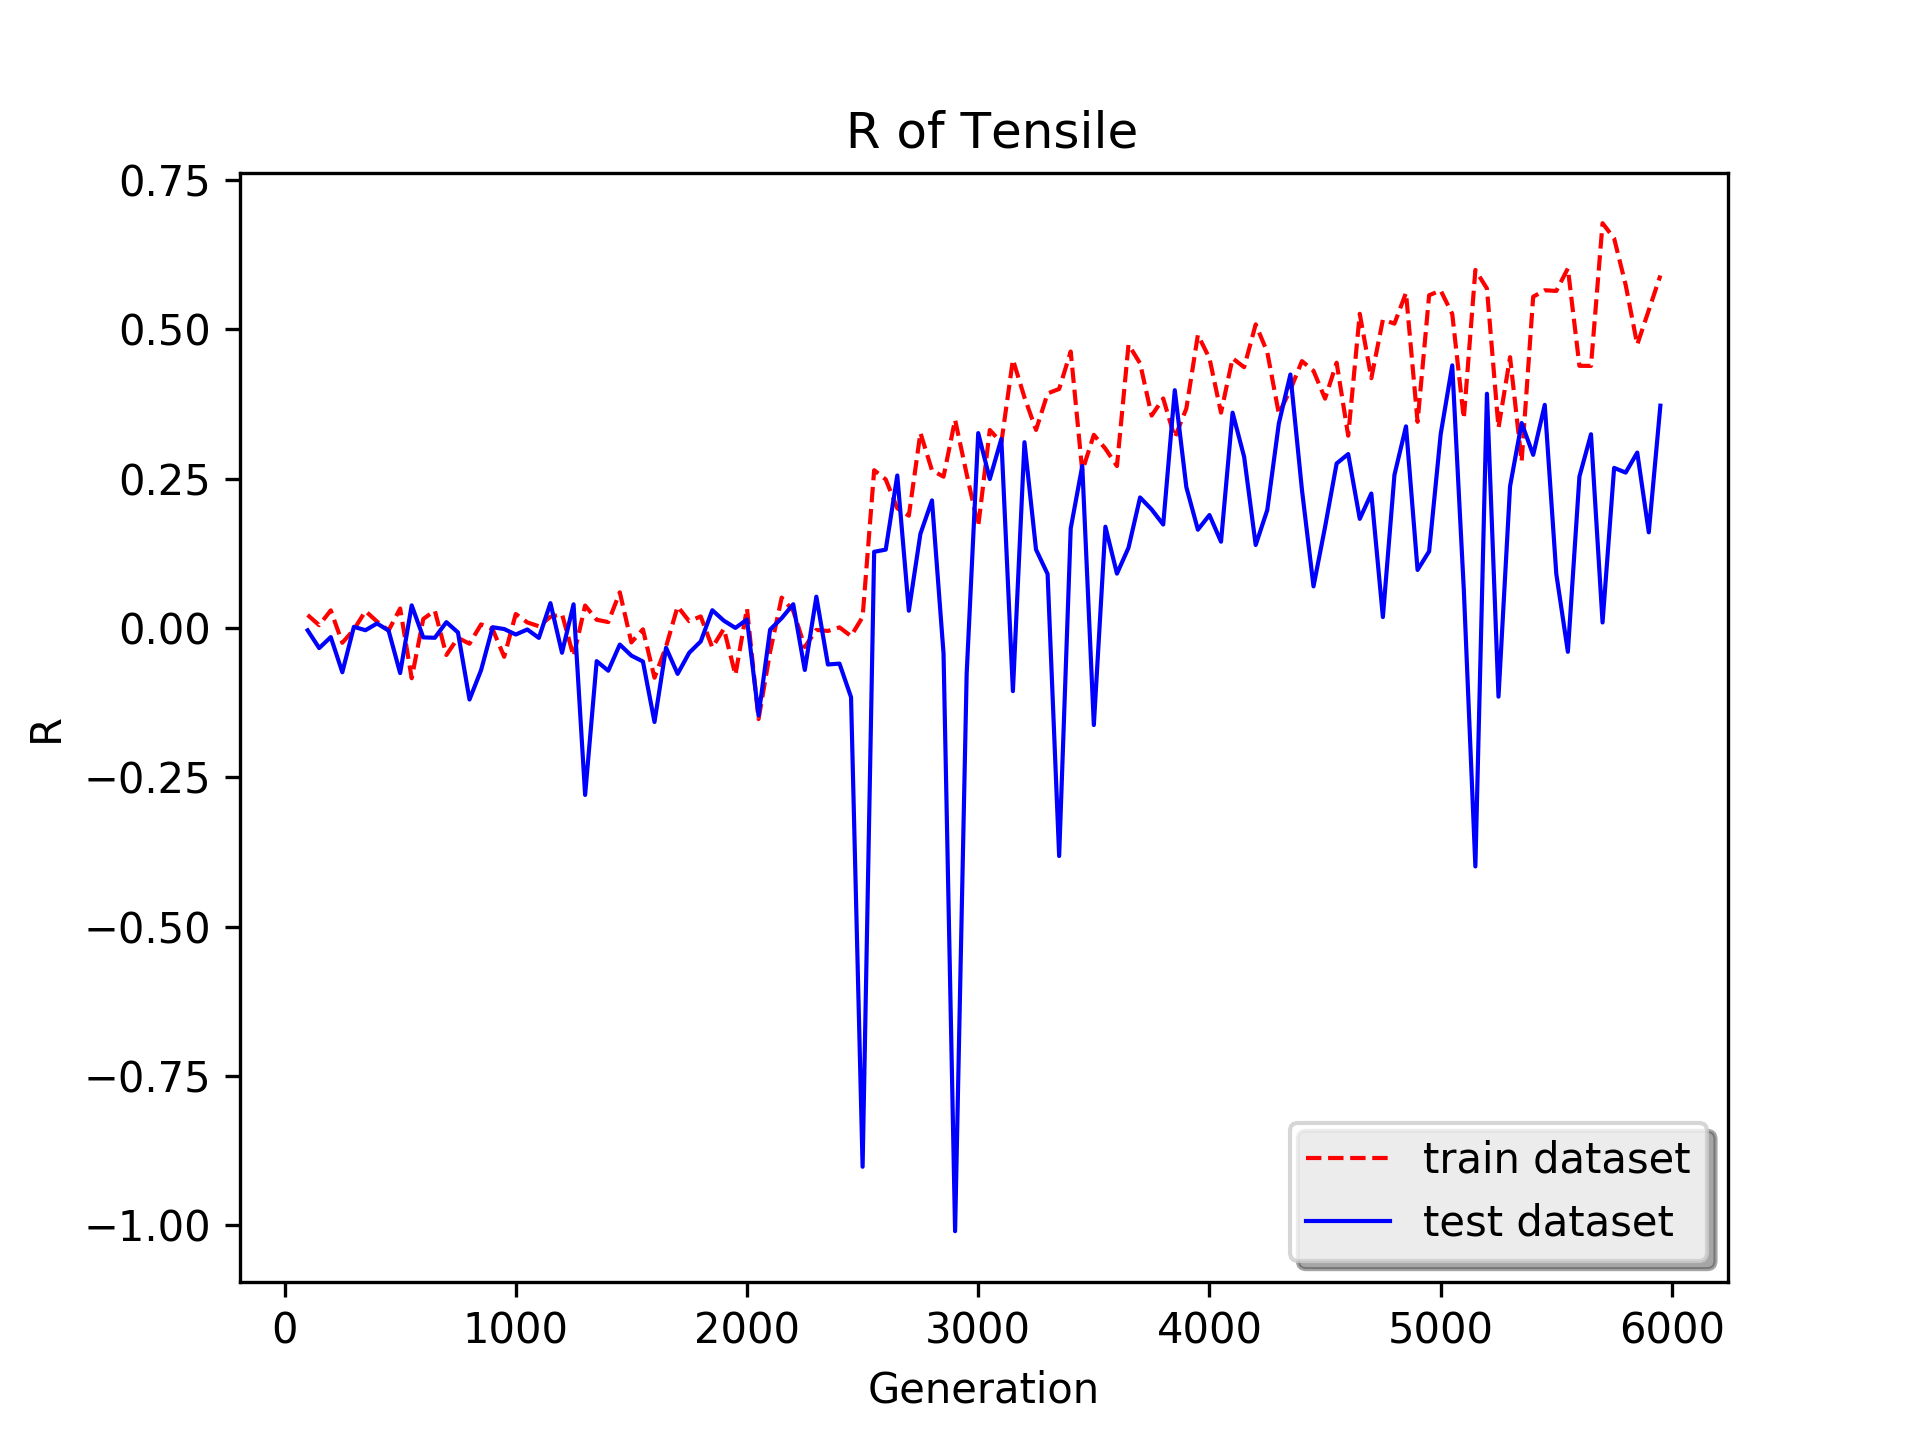 R of Tensile
0.75
0.50
0.25
0.00
−0.25
−0.50
−0.75
−1.00
R
train dataset
test dataset
0 1000 2000 3000 4000 5000 6000
Generation